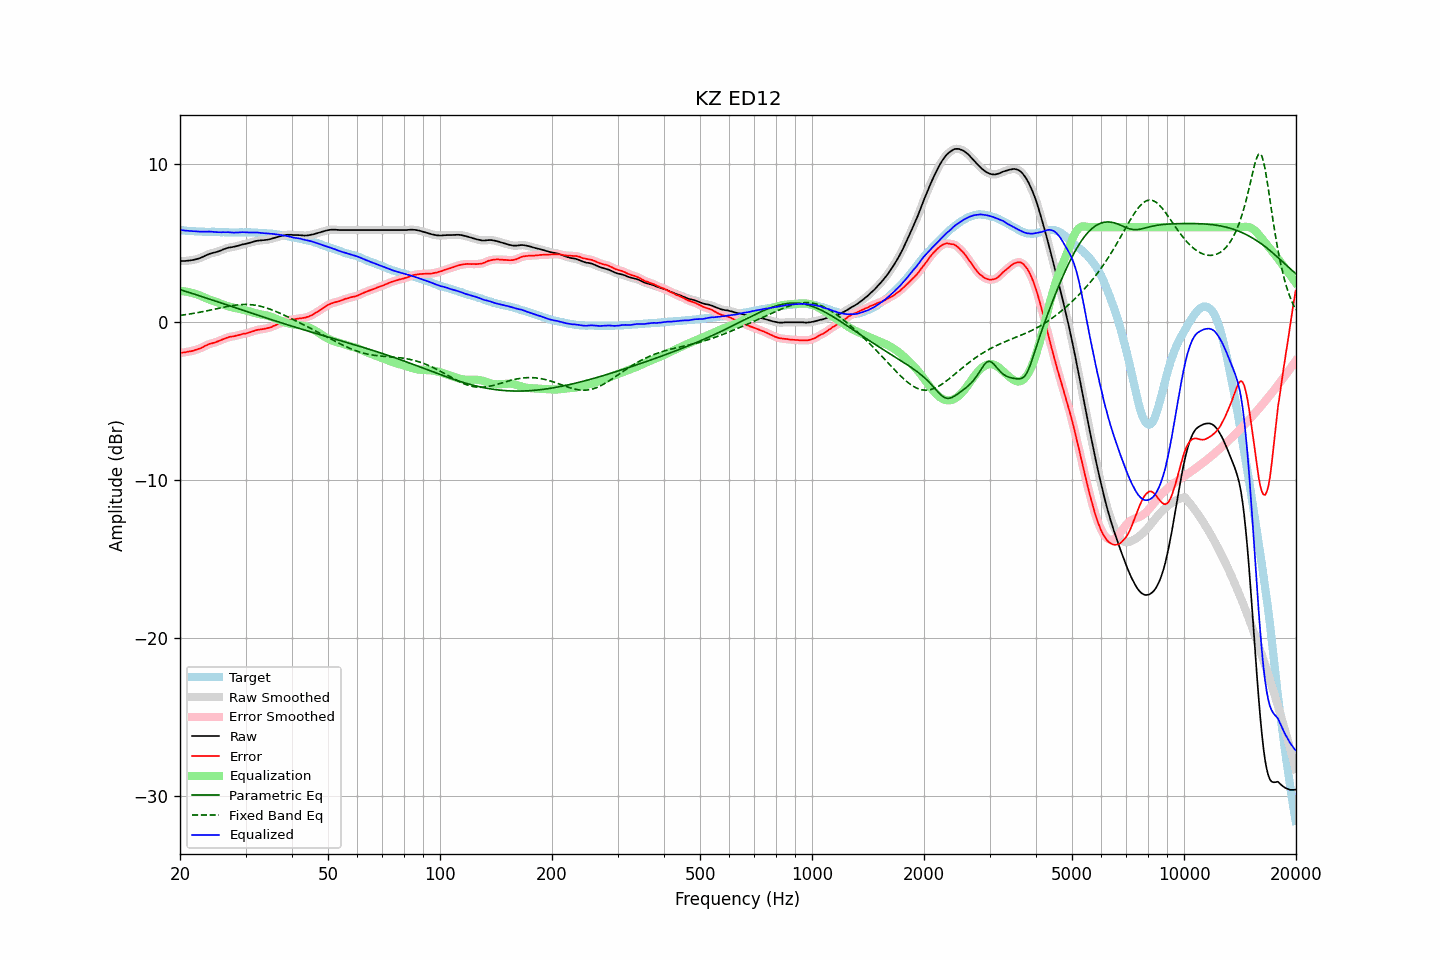 KZ ED12
10
0
−10
−20
−30
Amplitude (dBr)
Target
Raw Smoothed
Error Smoothed
Raw
Error
Equalization
Parametric Eq
Fixed Band Eq
Equalized
20 50 100 200 500 1000 2000 5000 10000 20000
Frequency (Hz)